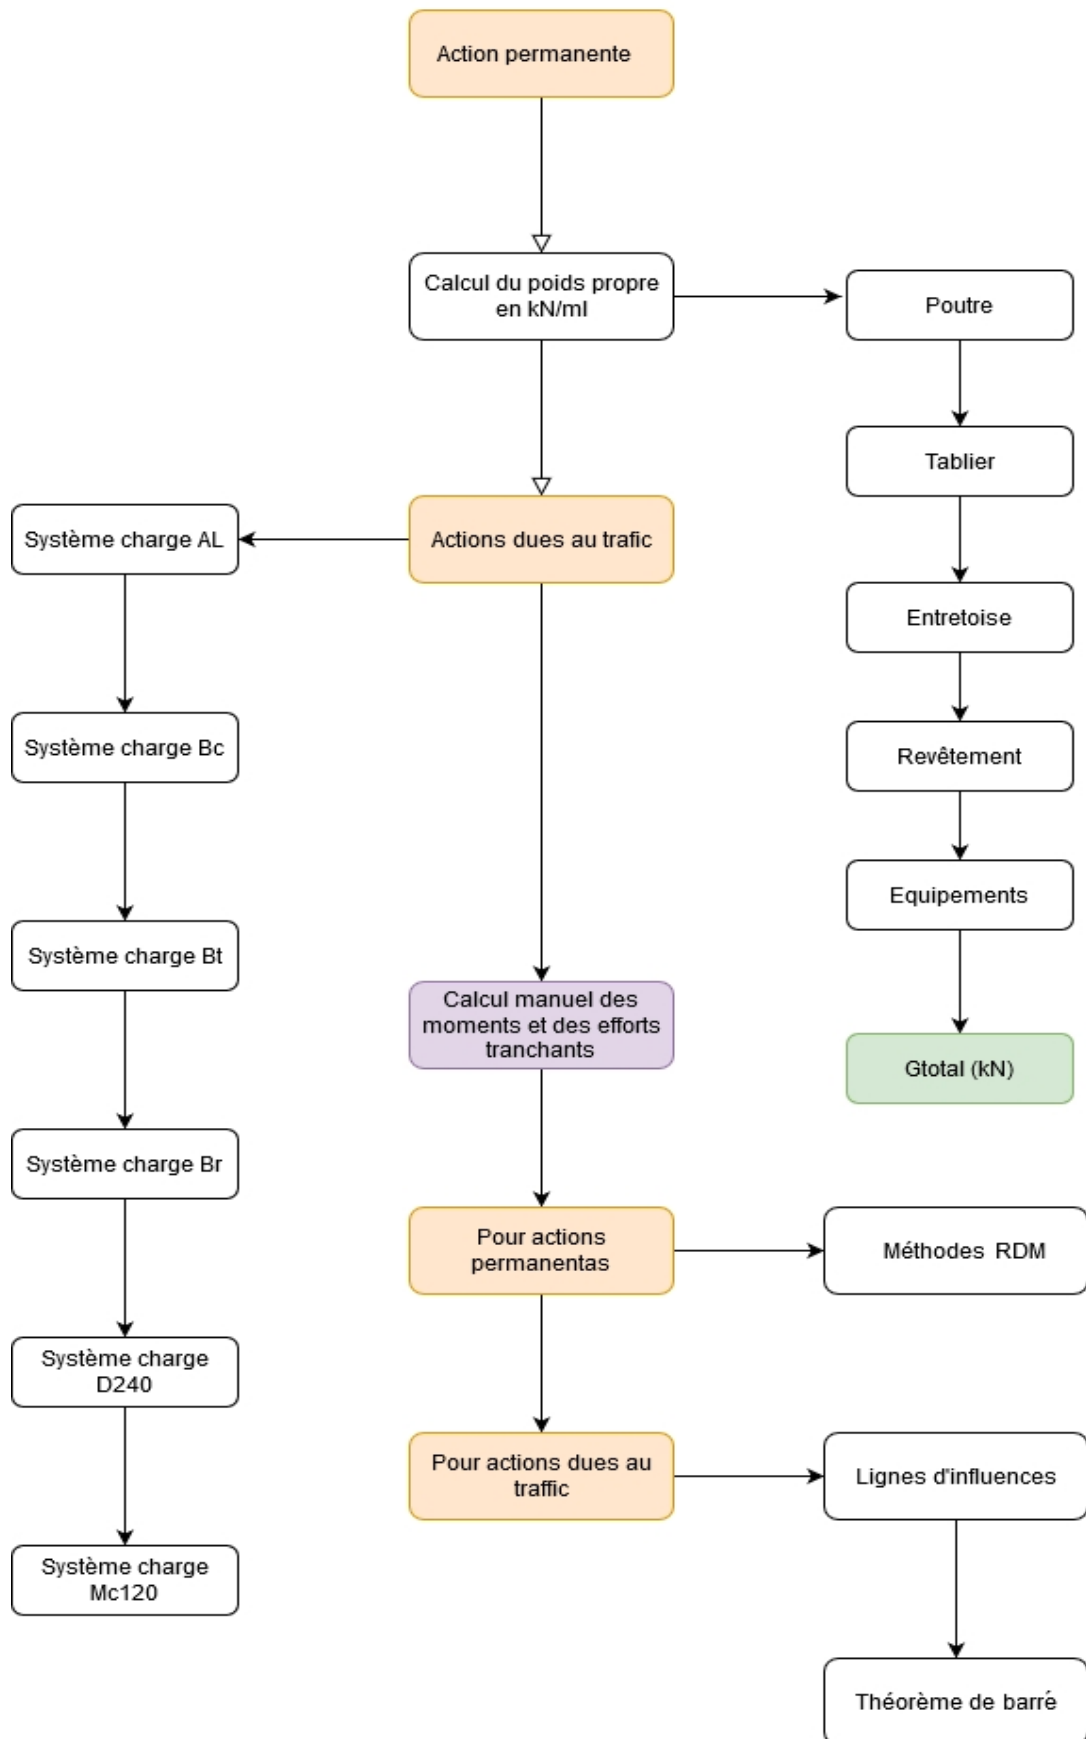 Action permanente
Calcul du poids propre
en kN/ml
Poutre
Tablier
Actions dues au trafic
Système charge AL
Entretoise
Système charge Bc
Revêtement
Equipements
Système charge Bt
Calcul manuel des
moments et des efforts
tranchants
Gtotal (kN)
Système charge Br
Pour actions
permanentas
Méthodes RDM
Système charge
D240
Pour actions dues au
traffic
Lignes d'influences
Système charge
Mc120
Théorème de barré